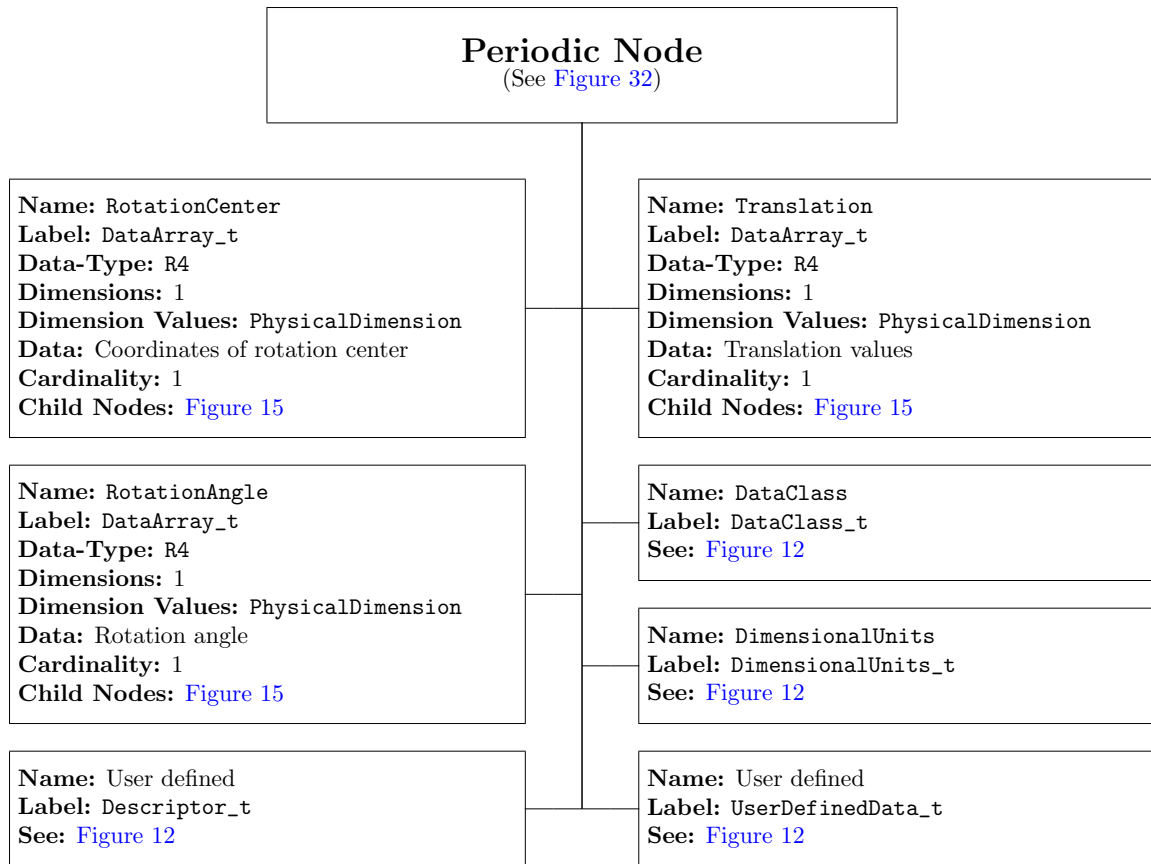 Periodic Node
(See Figure 32)
Name: RotationCenter
Label: DataArray_t
Data-Type: R4
Dimensions: 1
Dimension Values: PhysicalDimension
Data: Coordinates of rotation center
Cardinality: 1
Child Nodes: Figure 15
Name: Translation
Label: DataArray_t
Data-Type: R4
Dimensions: 1
Dimension Values: PhysicalDimension
Data: Translation values
Cardinality: 1
Child Nodes: Figure 15
Name: RotationAngle
Label: DataArray_t
Data-Type: R4
Dimensions: 1
Dimension Values: PhysicalDimension
Data: Rotation angle
Cardinality: 1
Child Nodes: Figure 15
Name: DataClass
Label: DataClass_t
See: Figure 12
Name: DimensionalUnits
Label: DimensionalUnits_t
See: Figure 12
Name: User defined
Label: Descriptor_t
See: Figure 12
Name: User defined
Label: UserDefinedData_t
See: Figure 12